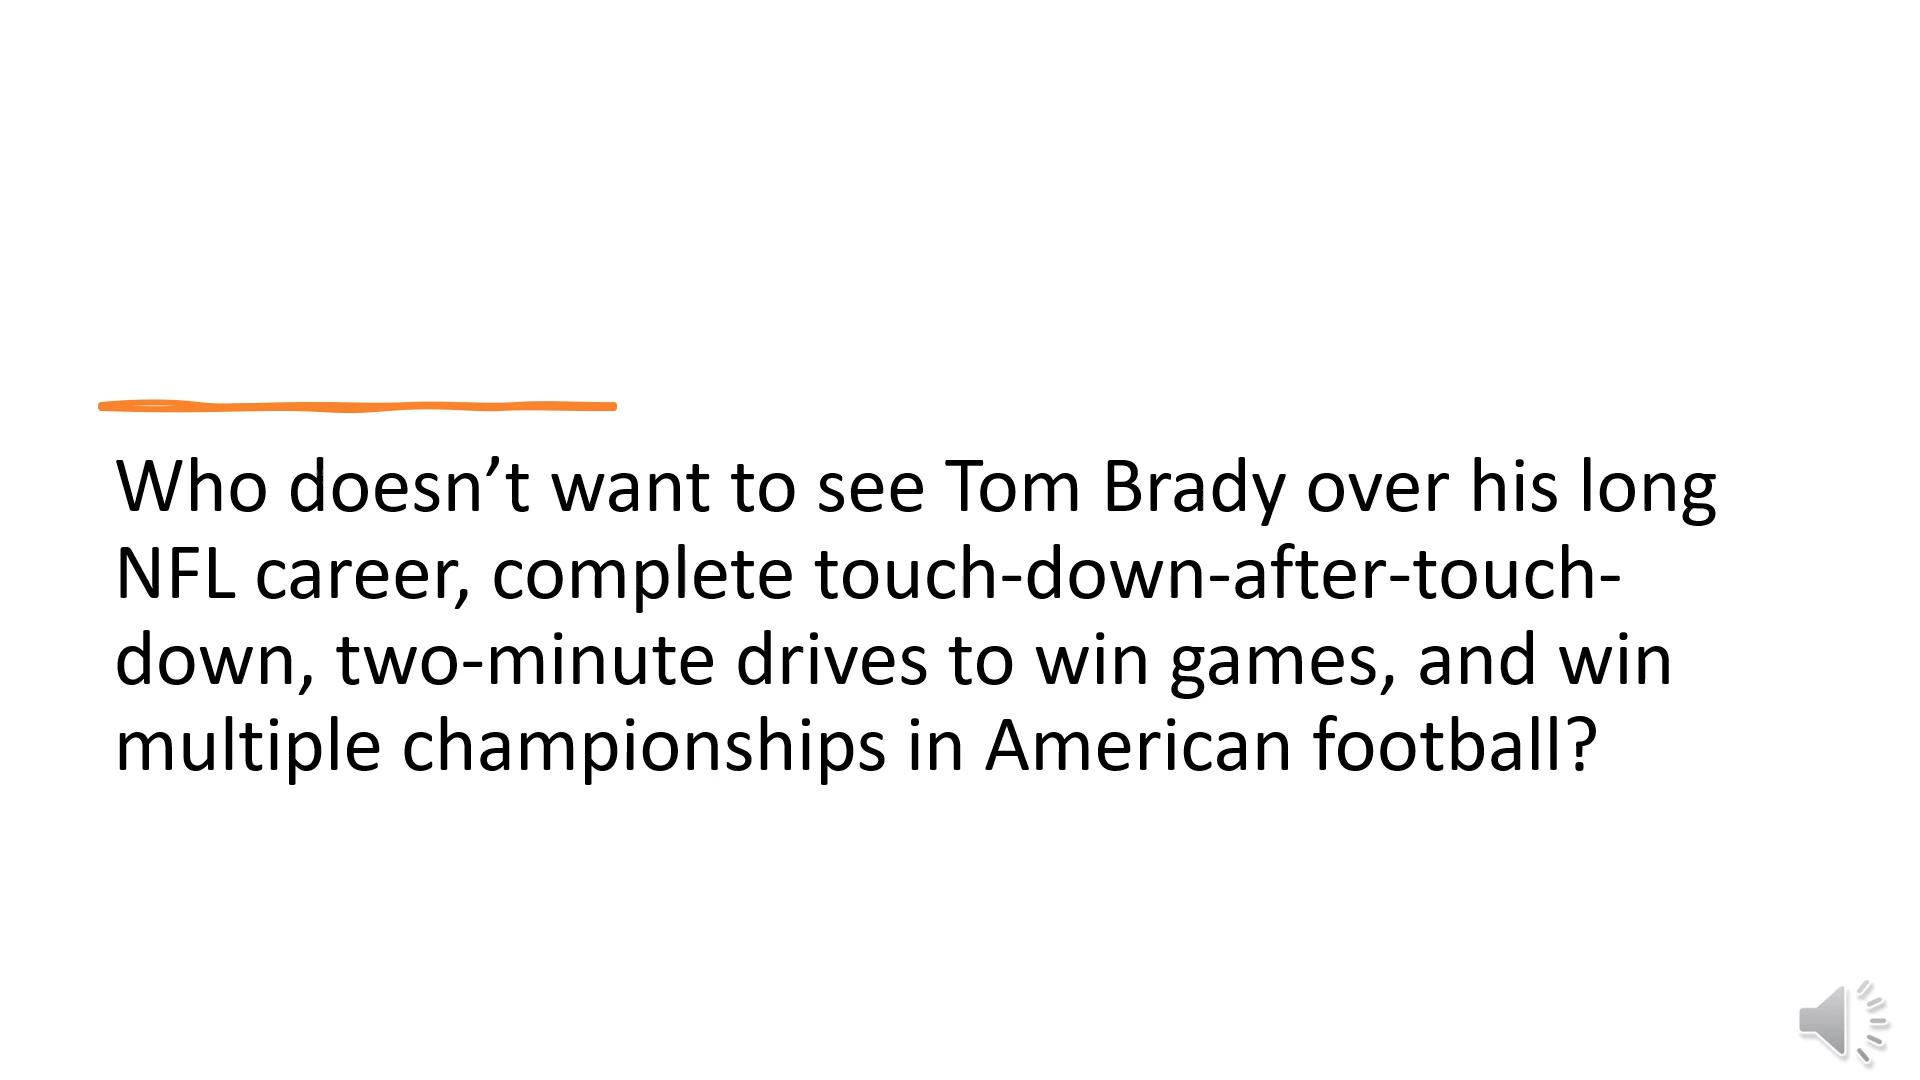 Who doesn’t want to see Tom Brady over his long
NFL career, complete touch-down-after-touch-
down, two-minute drives to win games, and win
multiple championships in American football?